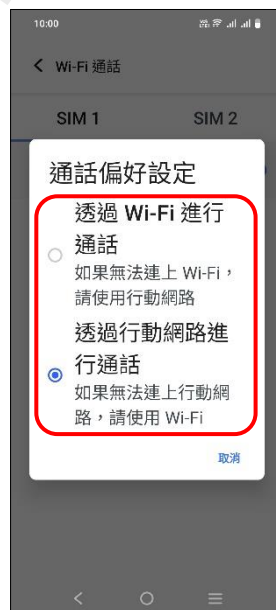 10:00
Wi-Fi 通話
SIM 1 SIM 2
通話偏好設定
透過 Wi-Fi 進行
通話
如果無法連上 Wi-Fi，
請使用行動網路
透過行動網路進
行通話
如果無法連上行動網
路，請使用 Wi-Fi
取消